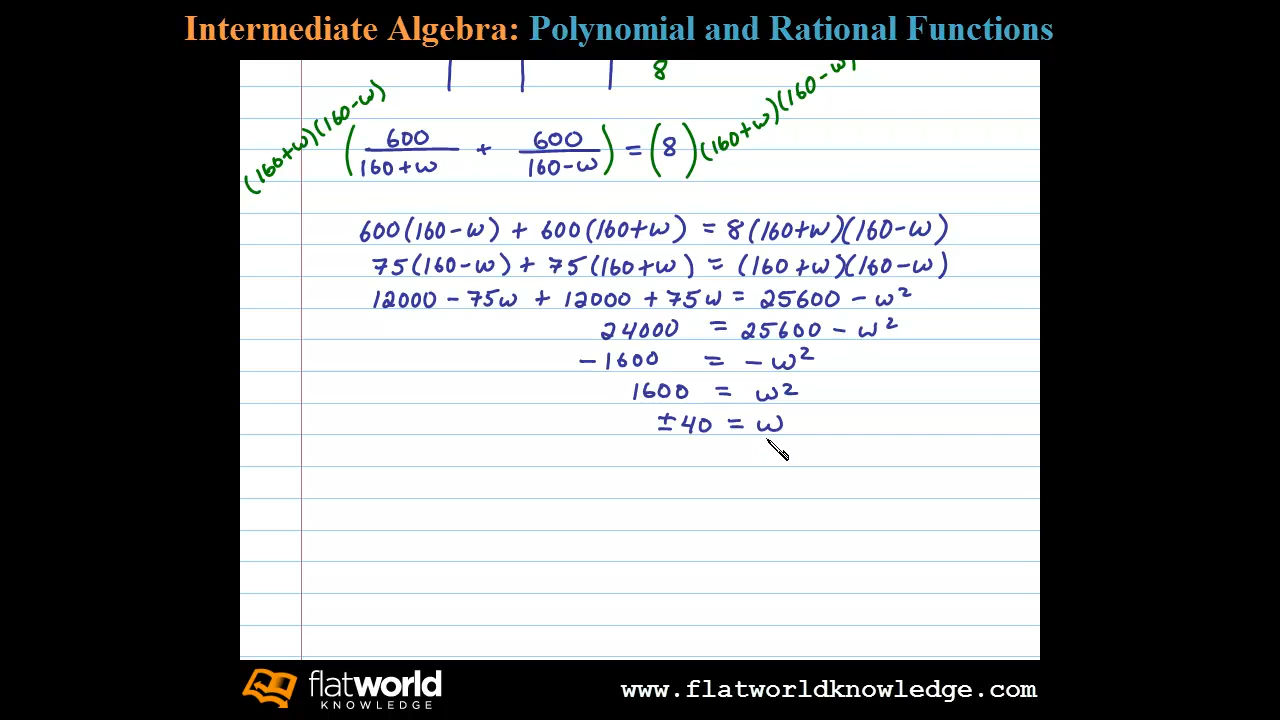 Intermediate Algebra: Polynomial and Rational Functions
8
(160+w)(160-w) (600/(160+w) + 600/(160-w)) = (8) (160+w)(160-w)
600(160-w) + 600(160+w) = 8(160+w)(160-w)
75(160-w) + 75(160+w) = (160+w)(160-w)
12000 - 75w + 12000 + 75w = 25600 - w²
24000 = 25600 - w²
-1600 = -w²
1600 = w²
±40 = w
flatworld
KNOWLEDGE
www.flatworldknowledge.com